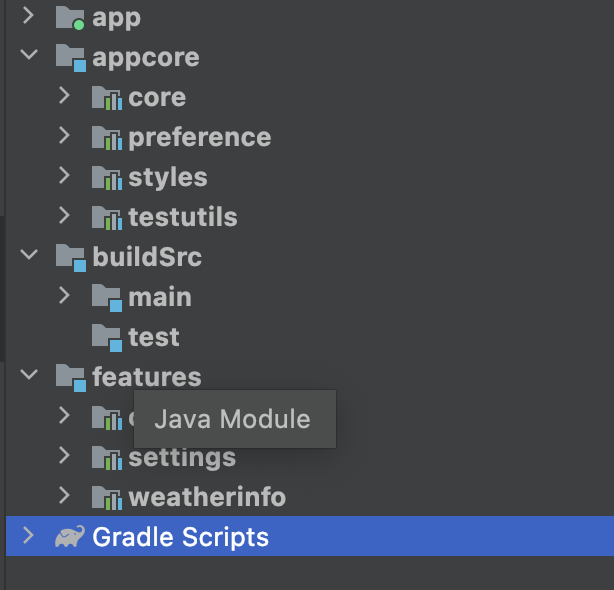 app
appcore
core
preference
styles
testutils
buildSrc
main
test
features
Java Module
settings
weatherinfo
Gradle Scripts